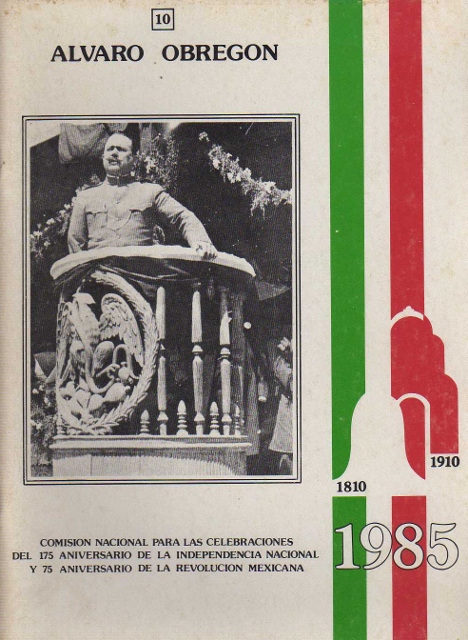 10
ALVARO OBREGON
1910
1810
1985
COMISION NACIONAL PARA LAS CELEBRACIONES
DEL 175 ANIVERSARIO DE LA INDEPENDENCIA NACIONAL
Y 75 ANIVERSARIO DE LA REVOLUCION MEXICANA